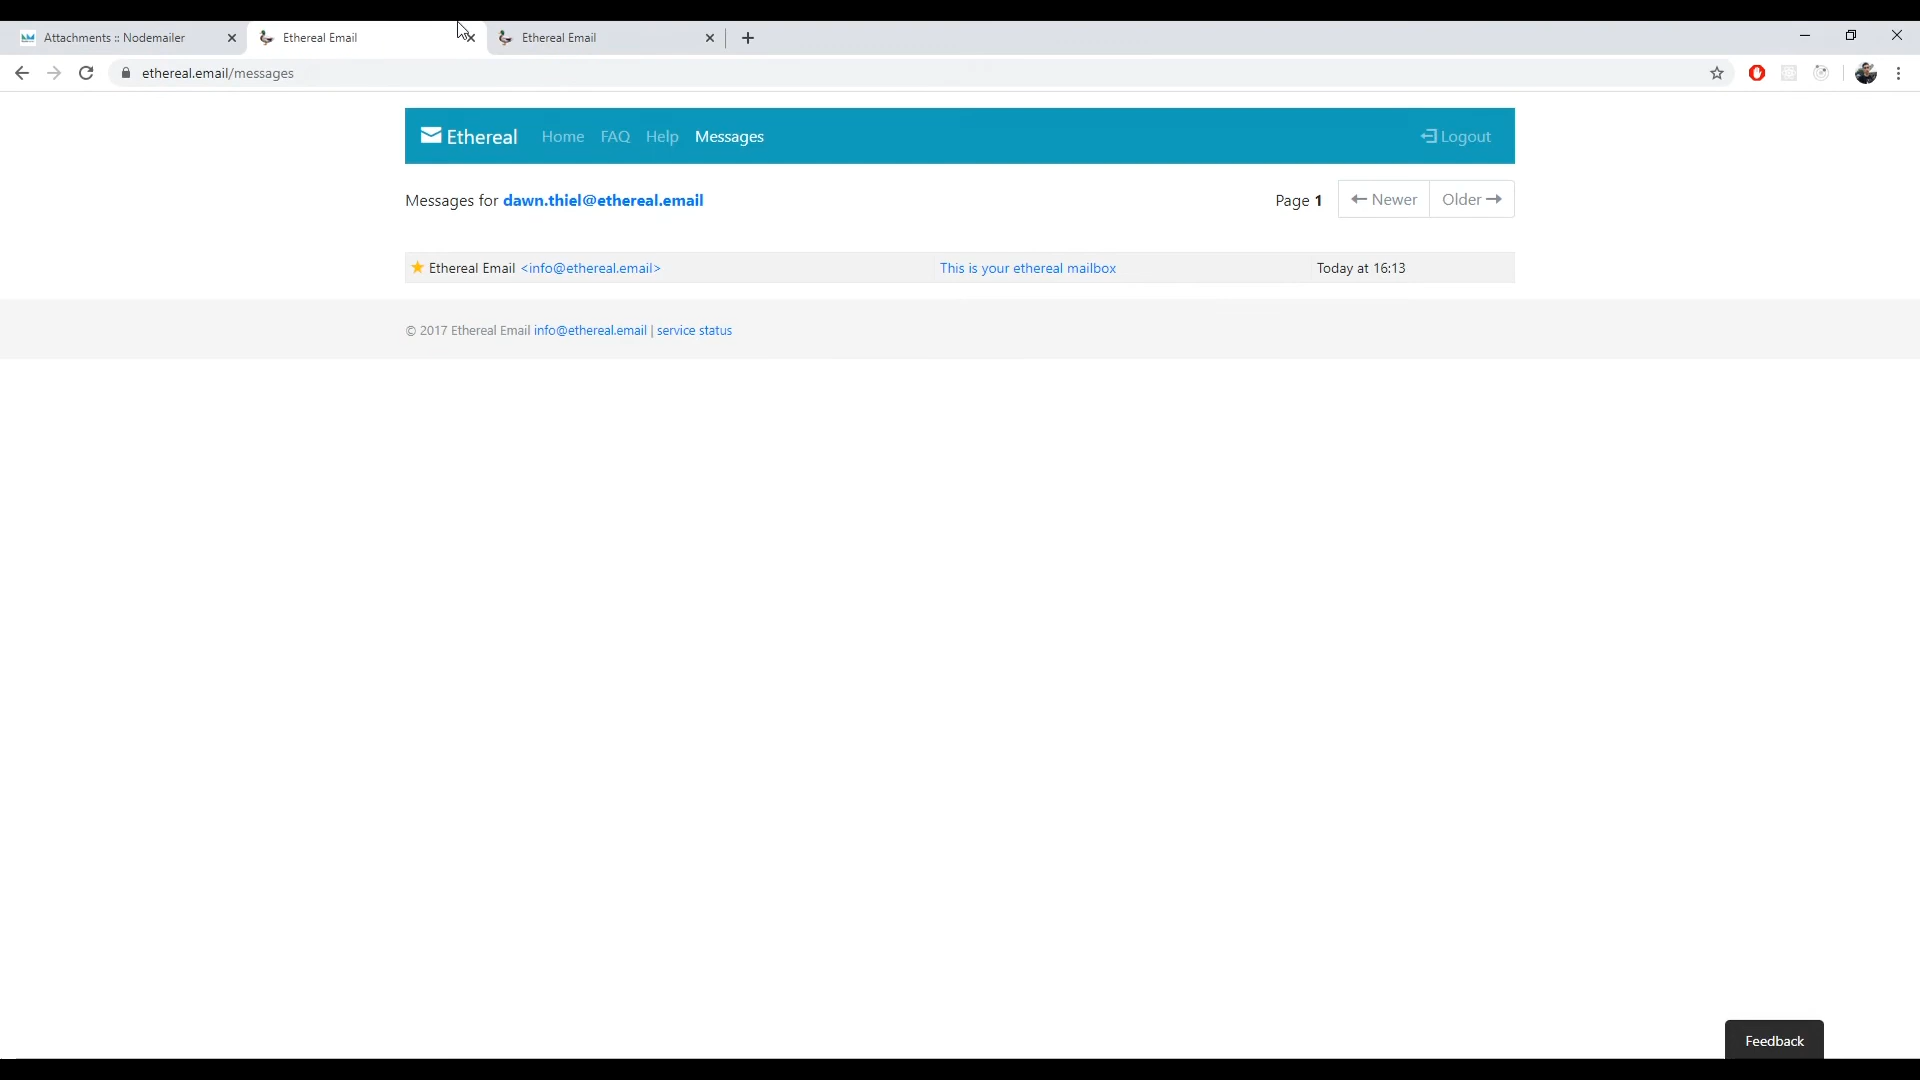 Attachments :: Nodemailer
Ethereal Email
Ethereal Email
ethereal.email/messages
Ethereal Home FAQ Help Messages Logout
Messages for dawn.thiel@ethereal.email Page 1 ← Newer Older →
Ethereal Email <info@ethereal.email> This is your ethereal mailbox Today at 16:13
© 2017 Ethereal Email info@ethereal.email | service status
Feedback